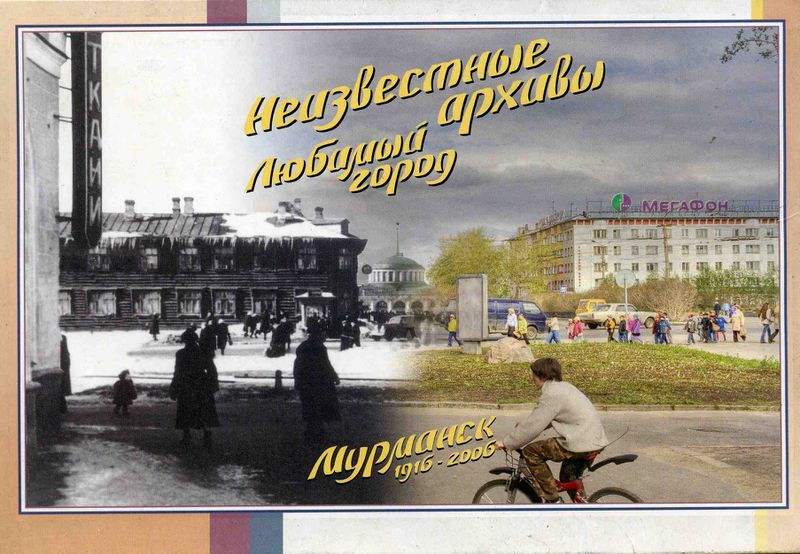 ТКАНИ
Неизвестные
архивы
Любимый
город
МЕГАФОН
Мурманск
1916 - 2006